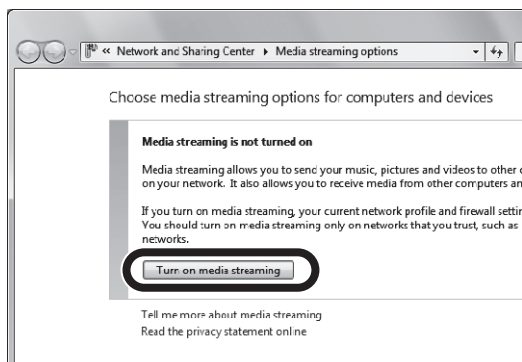 « Network and Sharing Center ▸ Media streaming options
Choose media streaming options for computers and devices
Media streaming is not turned on
Media streaming allows you to send your music, pictures and videos to other
on your network. It also allows you to receive media from other computers
If you turn on media streaming, your current network profile and firewall
You should turn on media streaming only on networks that you trust, such as
networks.
Turn on media streaming
Tell me more about media streaming
Read the privacy statement online